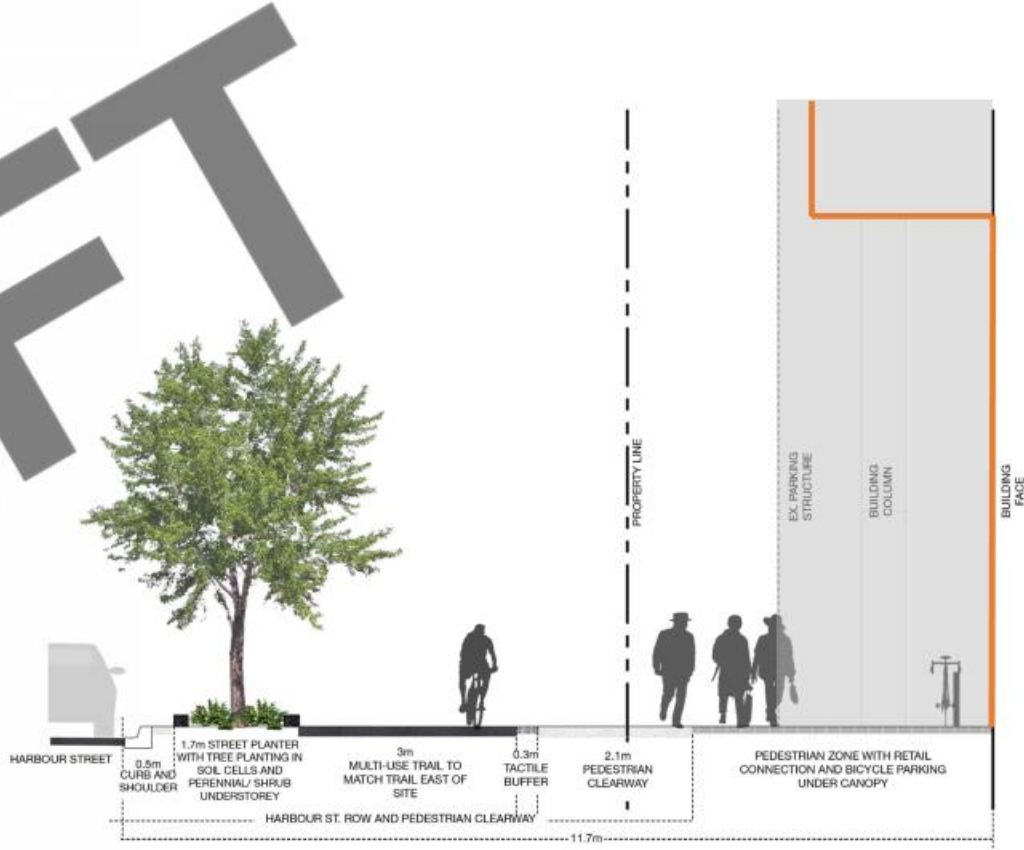 FT
PROPERTY LINE
EX. PARKING
STRUCTURE
BUILDING
COLUMN
BUILDING
FACE
HARBOUR STREET
0.5m
CURB AND
SHOULDER
1.7m STREET PLANTER
WITH TREE PLANTING IN
SOIL CELLS AND
PERENNIAL/ SHRUB
UNDERSTOREY
3m
MULTI-USE TRAIL TO
MATCH TRAIL EAST OF
SITE
0.3m
TACTILE
BUFFER
2.1m
PEDESTRIAN
CLEARWAY
PEDESTRIAN ZONE WITH RETAIL
CONNECTION AND BICYCLE PARKING
UNDER CANOPY
HARBOUR ST. ROW AND PEDESTRIAN CLEARWAY
11.7m